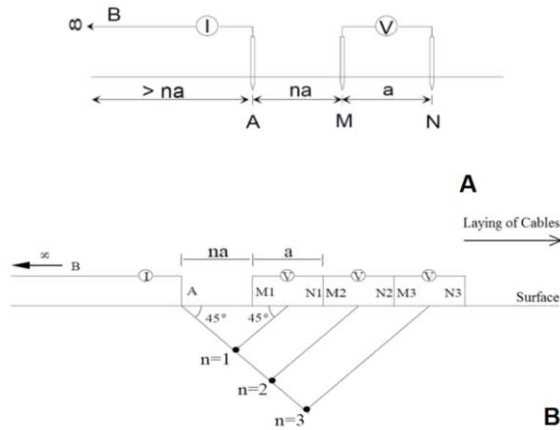 ∞ B I V
> na na a
A M N
A
Laying of Cables
∞ B I na a
A M1 V N1 M2 V N2 M3 V N3 Surface
45° 45°
n=1
n=2
n=3
B